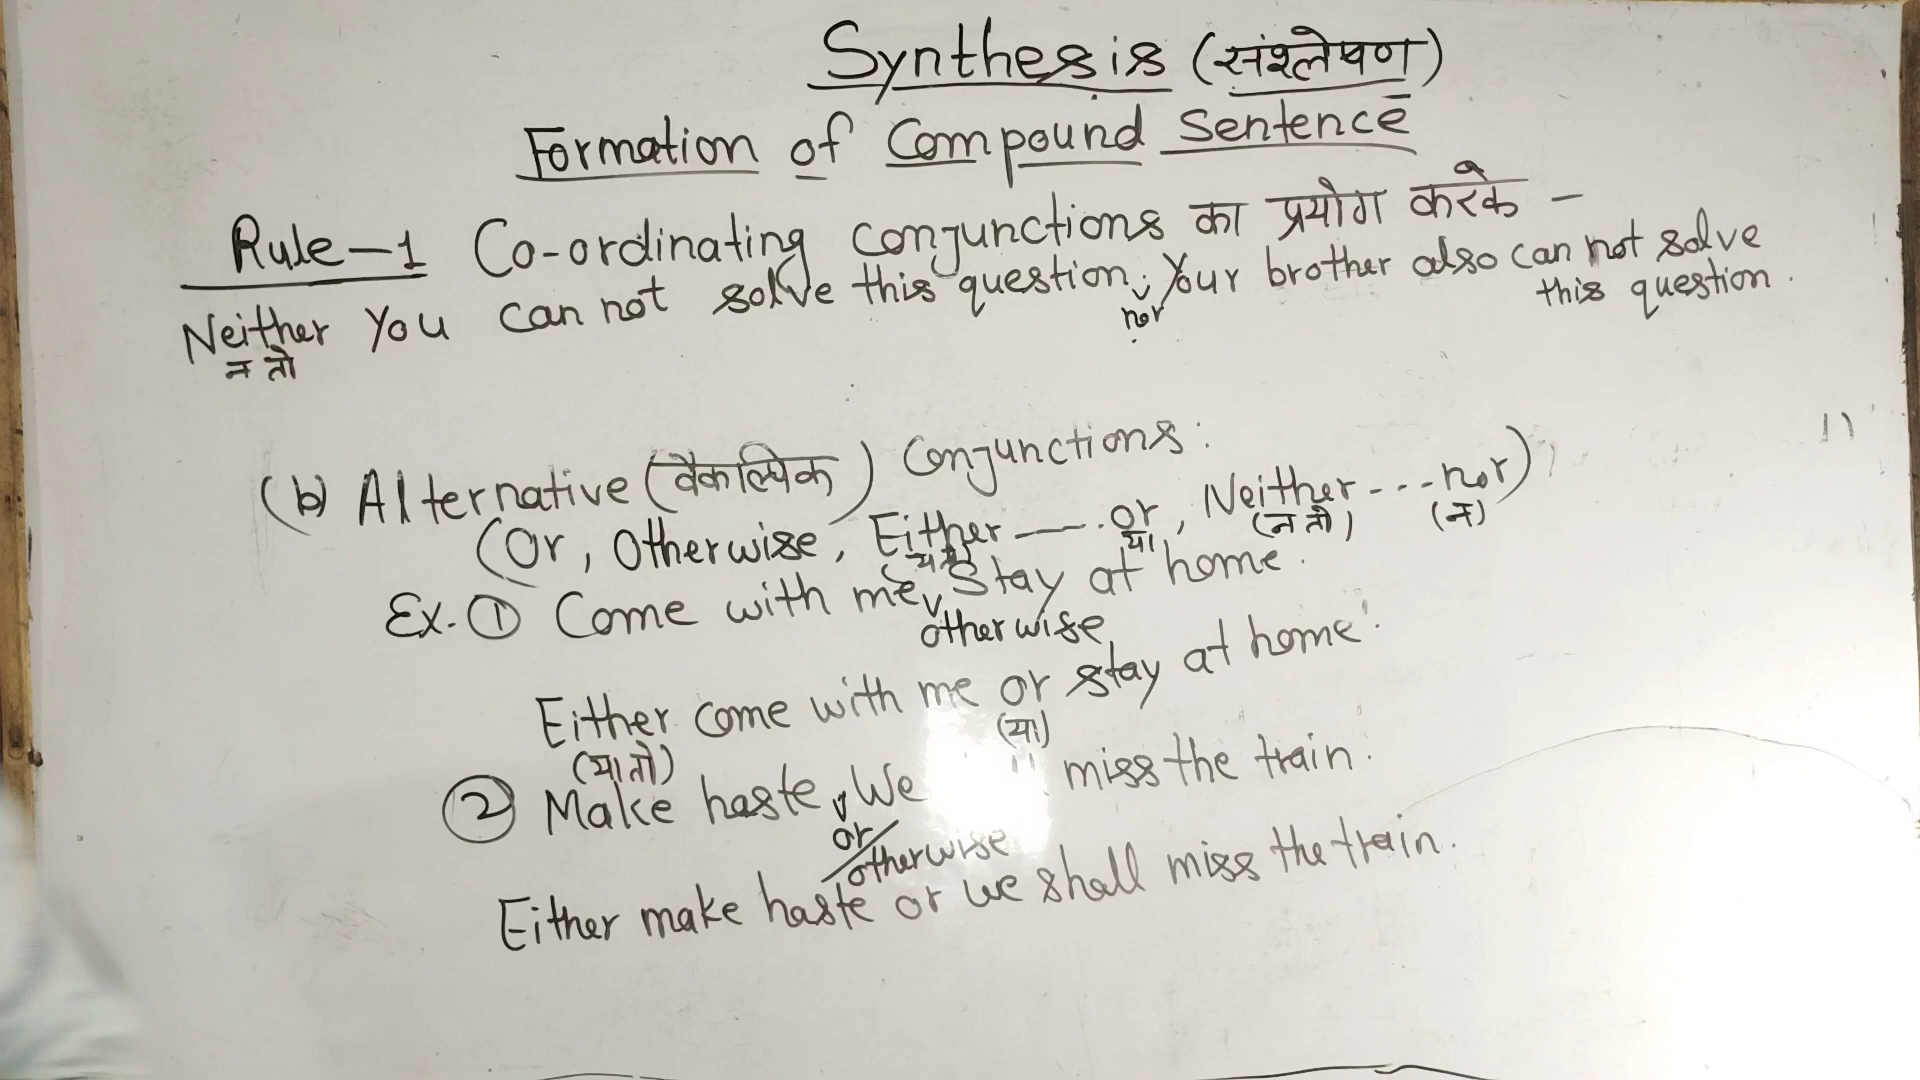 Synthesis (संश्लेषण)
Formation of Compound Sentence
Rule-1 Co-ordinating conjunctions का प्रयोग करके -
Neither You can not solve this question. Your brother also can not solve
this question.
nor
न तो
(b) Alternative (वैकल्पिक) Conjunctions:
(Or, Otherwise, Either ---. or, Neither ---nor)
या (न तो) (न)
Ex. ① Come with me, Stay at home.
otherwise
Either come with me or stay at home.
(या तो) (या)
② Make haste, We miss the train.
or/otherwise
Either make haste or we shall miss the train.